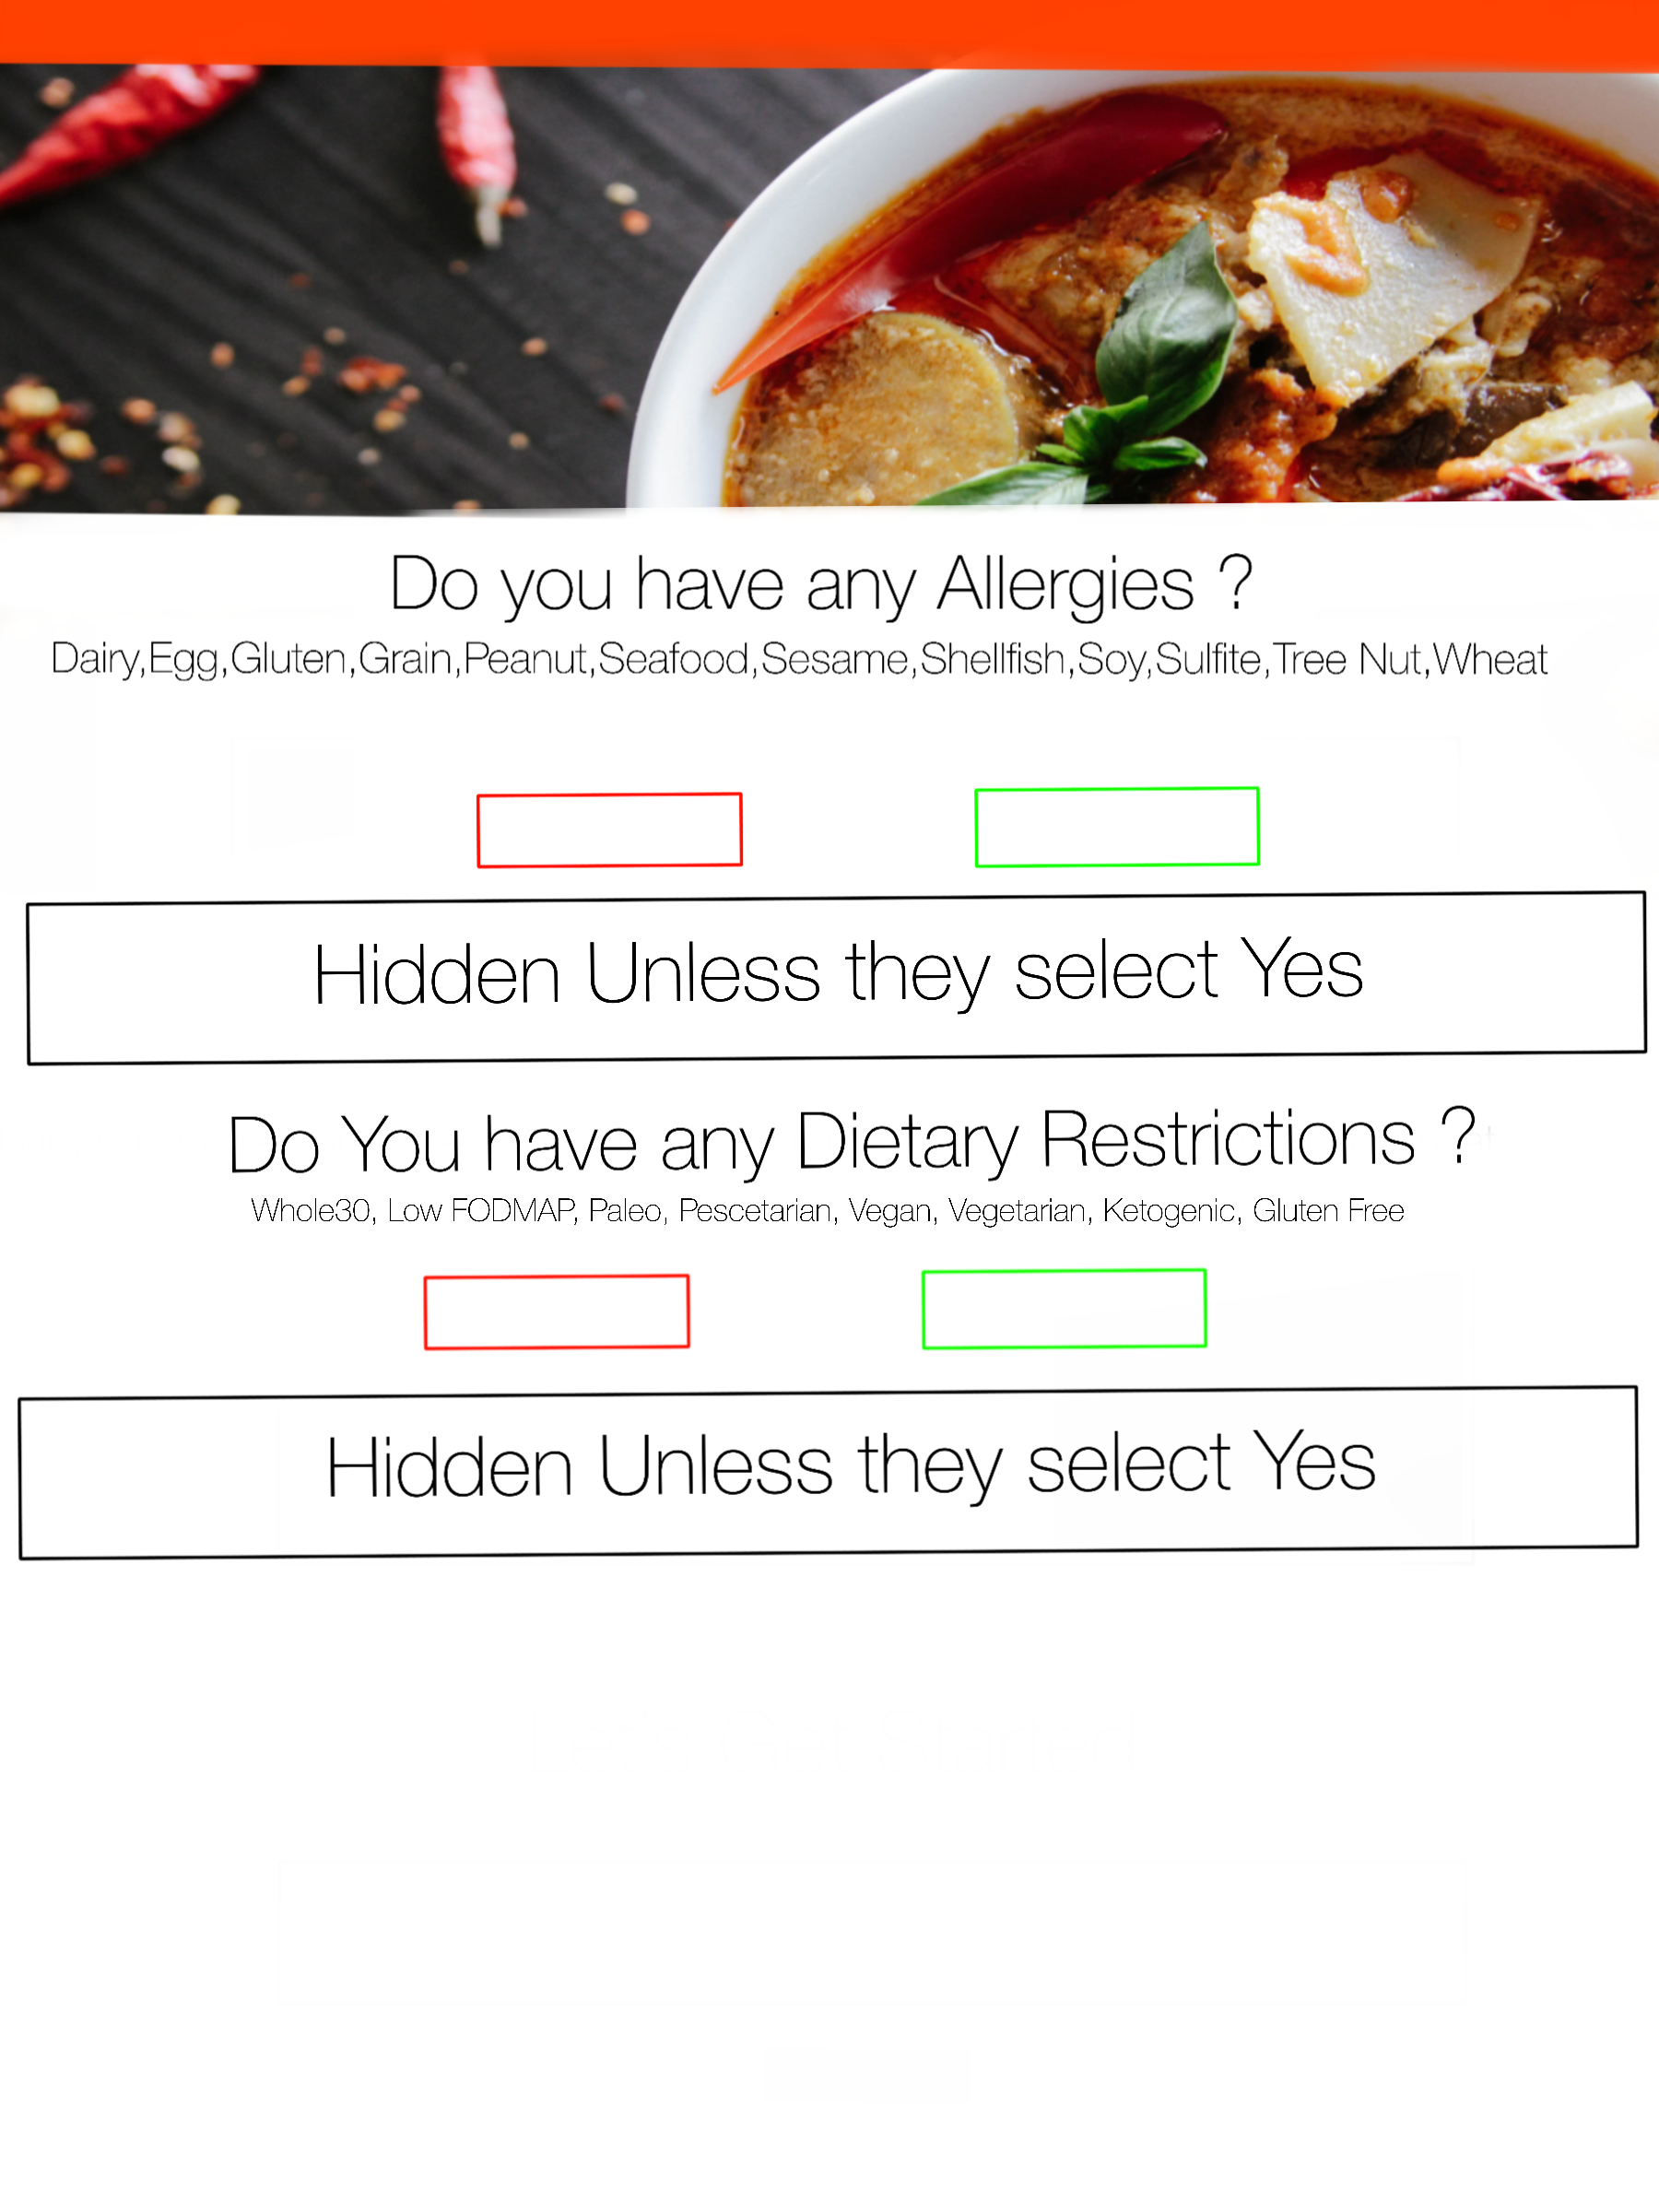 Do you have any Allergies ?
Dairy,Egg,Gluten,Grain,Peanut,Seafood,Sesame,Shellfish,Soy,Sulfite,Tree Nut,Wheat
Hidden Unless they select Yes
Do You have any Dietary Restrictions ?
Whole30, Low FODMAP, Paleo, Pescetarian, Vegan, Vegetarian, Ketogenic, Gluten Free
Hidden Unless they select Yes